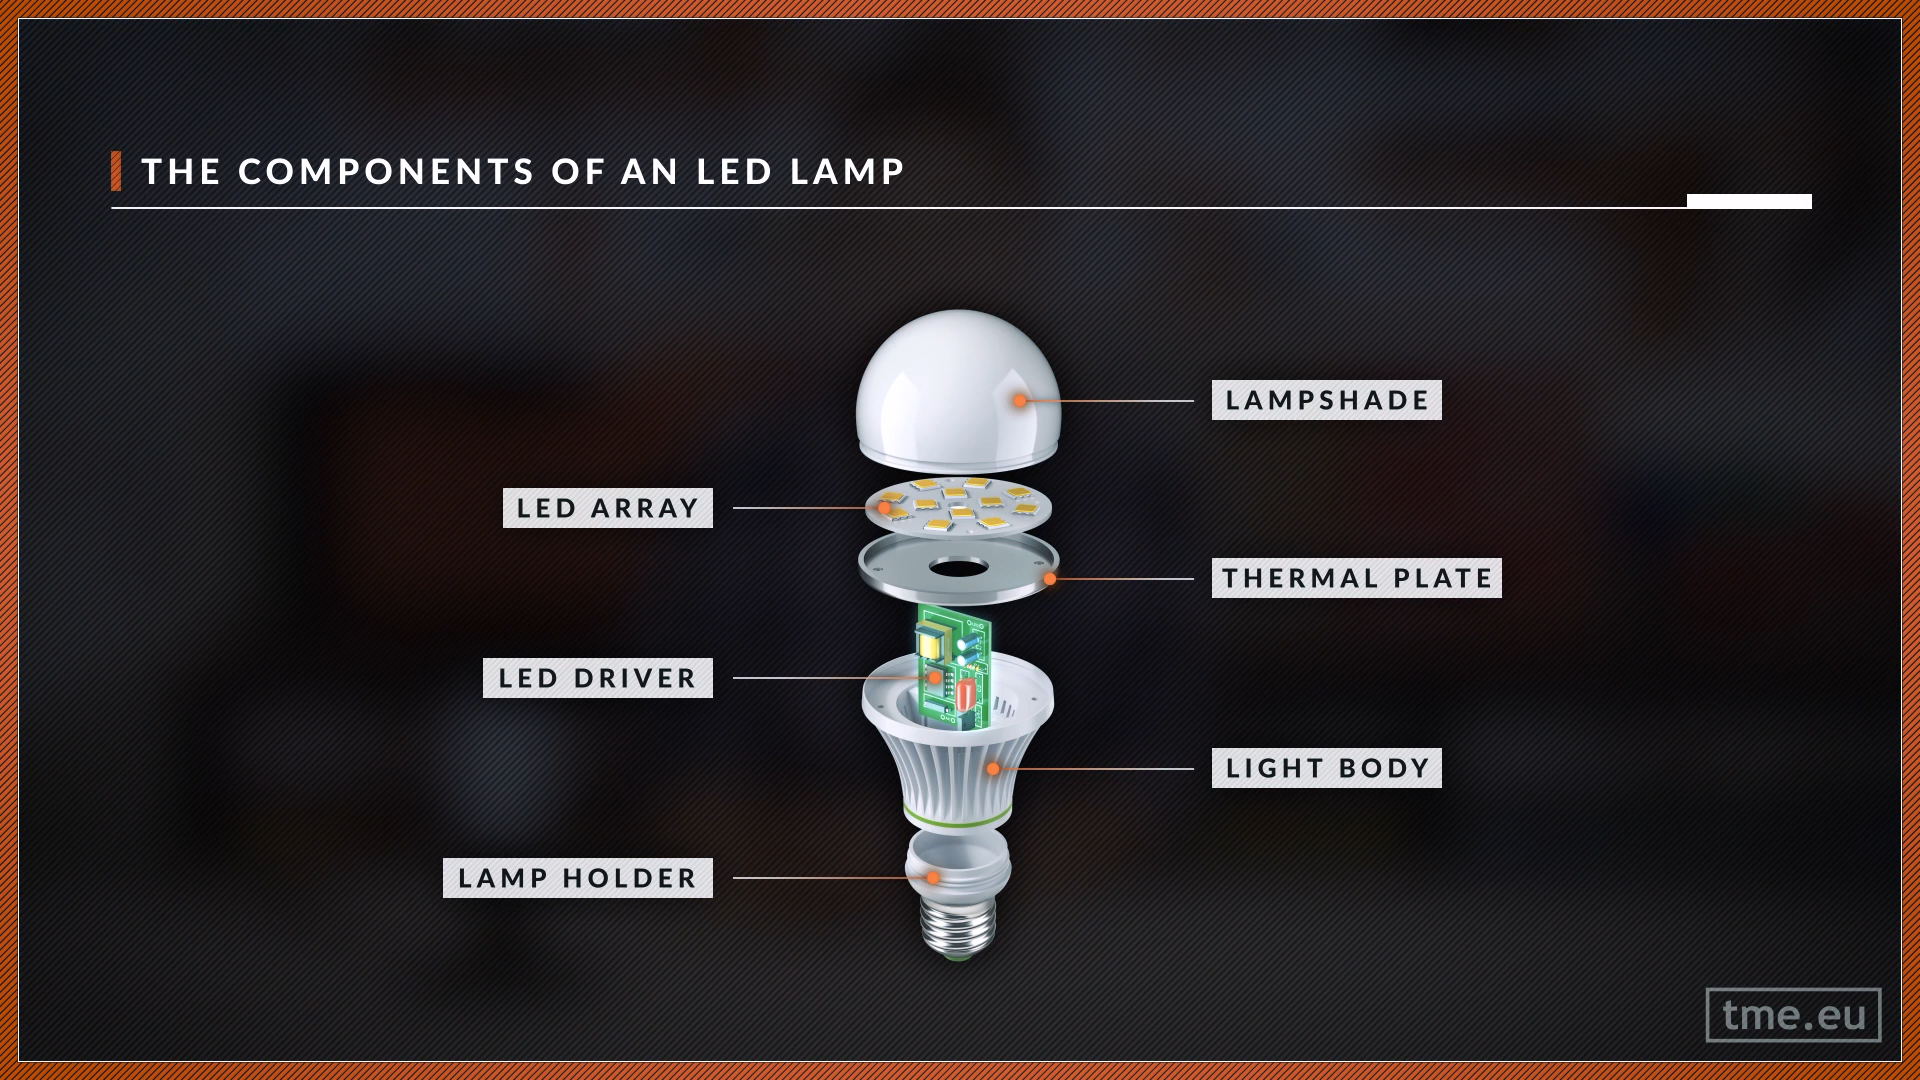 THE COMPONENTS OF AN LED LAMP
LAMPSHADE
LED ARRAY
THERMAL PLATE
LED DRIVER
LIGHT BODY
LAMP HOLDER
tme.eu